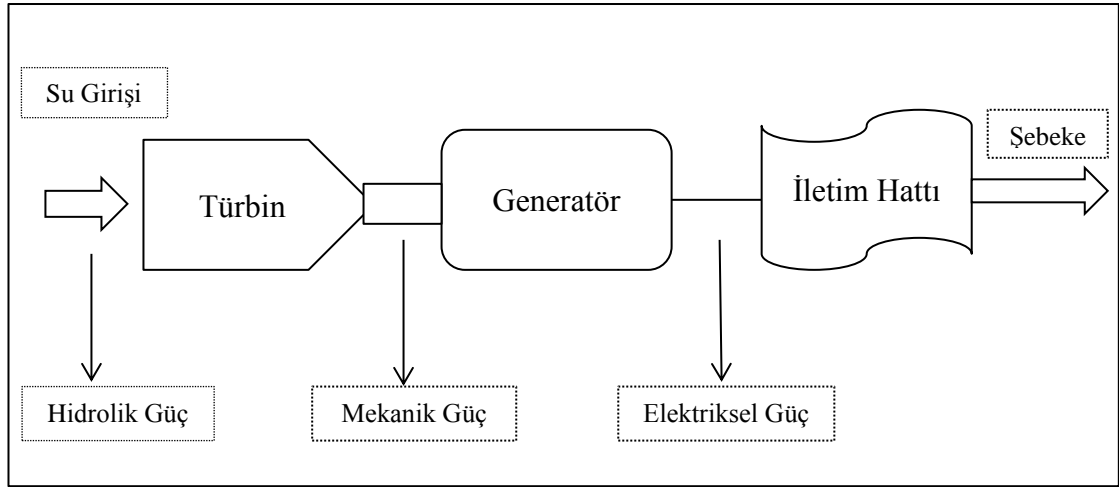 Su Girişi
Şebeke
Türbin
Generatör
İletim Hattı
Hidrolik Güç
Mekanik Güç
Elektriksel Güç